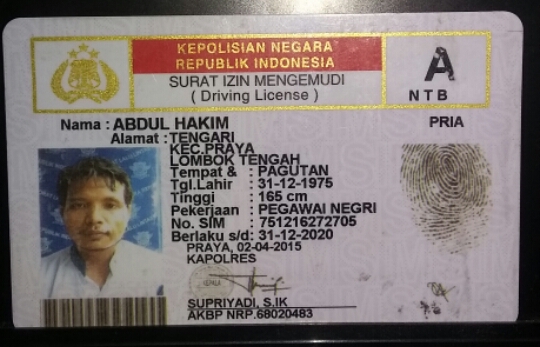 KEPOLISIAN NEGARA
REPUBLIK INDONESIA
SURAT IZIN MENGEMUDI
( Driving License )
A
NTB
Nama : ABDUL HAKIM
PRIA
Alamat : TENGARI
KEC.PRAYA
LOMBOK TENGAH
Tempat & : PAGUTAN
Tgl.Lahir : 31-12-1975
Tinggi : 165 cm
Pekerjaan : PEGAWAI NEGRI
No. SIM : 751216272705
Berlaku s/d : 31-12-2020
PRAYA, 02-04-2015
KAPOLRES
SUPRIYADI, S.IK
AKBP NRP.68020483